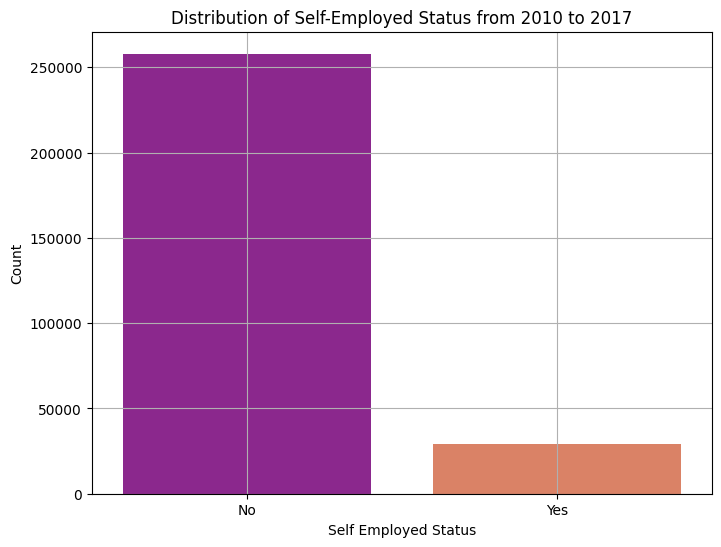 Distribution of Self-Employed Status from 2010 to 2017
250000
200000
150000
100000
50000
0
Count
No
Yes
Self Employed Status